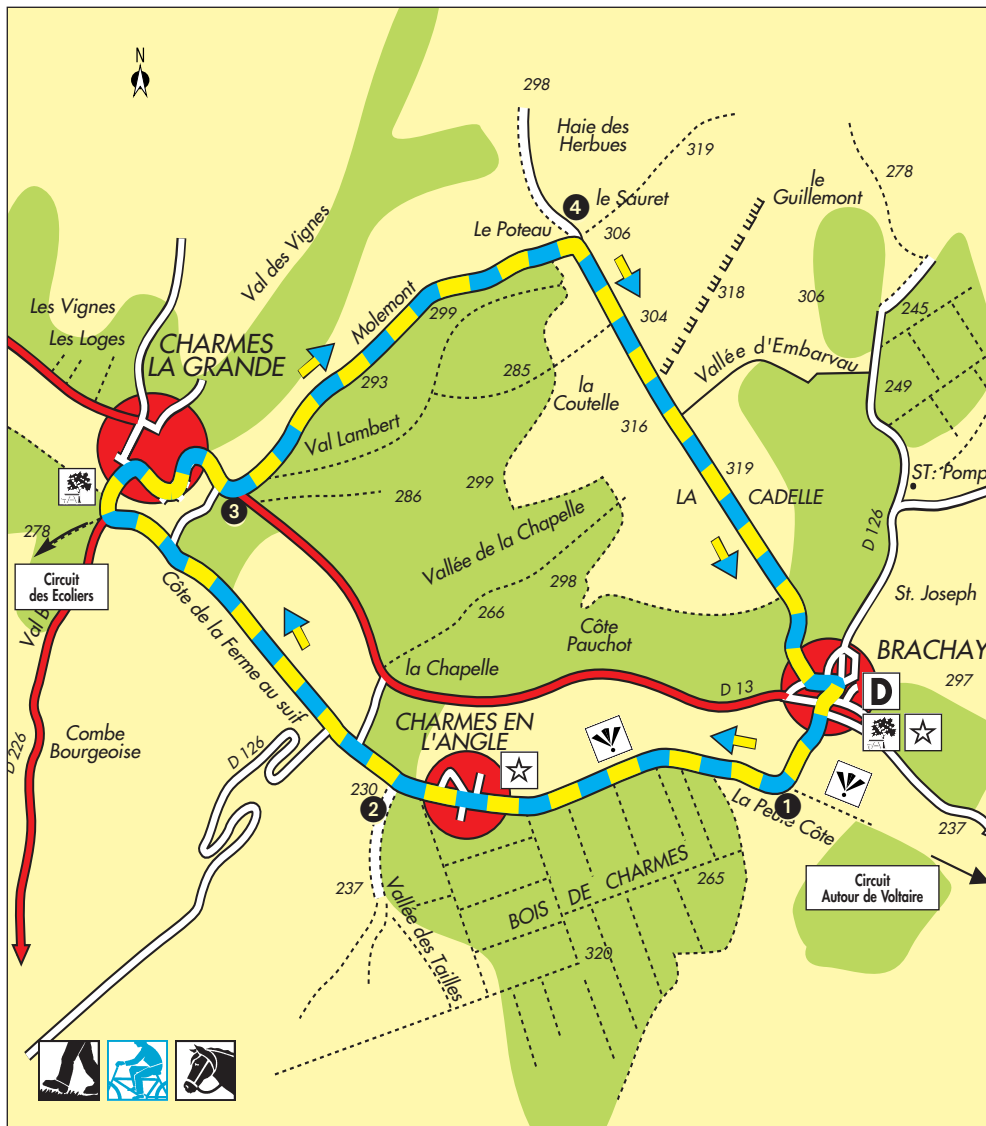 N
298
Haie des
Herbues
319
le
Guillemont
278
le Sauret
4
Le Poteau
306
Val des Vignes
318
306
245
Les Vignes
Les Loges
CHARMES
LA GRANDE
Molemont
299
304
Vallée d'Embarvau
293
285
la
Coutelle
249
316
Val Lambert
299
319
286
LA CADELLE
ST. Pomp
3
D 126
278
Vallée de la Chapelle
Circuit
des Ecoliers
298
St. Joseph
266
Côte
Pauchot
Côte de la Ferme au suif
la Chapelle
BRACHAY
D
297
D 13
Combe
Bourgeoise
CHARMES EN
L'ANGLE
D 126
D 226
230
2
1
La Petite Côte
237
Circuit
Autour de Voltaire
237
Vallée des Tailles
BOIS DE CHARMES
265
320